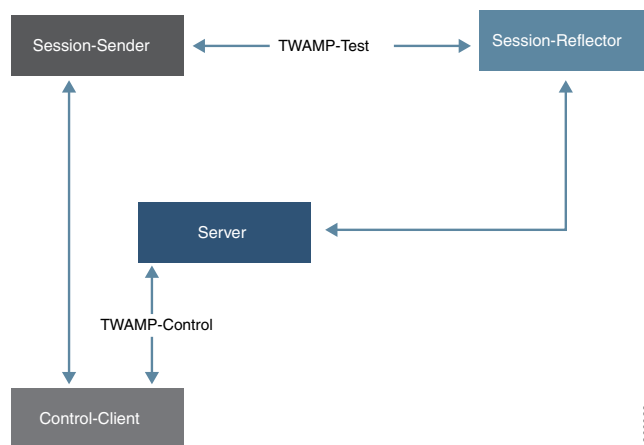 Session-Sender
TWAMP-Test
Session-Reflector
Server
TWAMP-Control
Control-Client